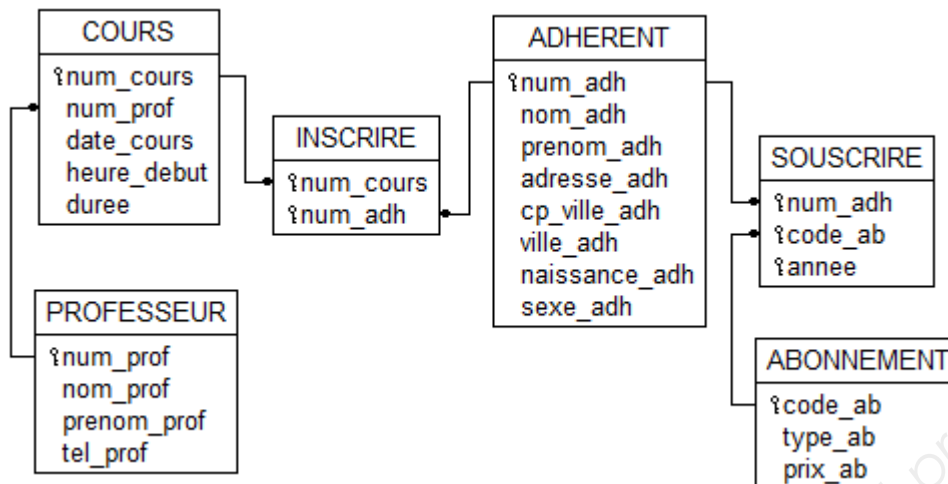 COURS
num_cours
num_prof
date_cours
heure_debut
duree
INSCRIRE
num_cours
num_adh
ADHERENT
num_adh
nom_adh
prenom_adh
adresse_adh
cp_ville_adh
ville_adh
naissance_adh
sexe_adh
SOUSCRIRE
num_adh
code_ab
annee
PROFESSEUR
num_prof
nom_prof
prenom_prof
tel_prof
ABONNEMENT
code_ab
type_ab
prix_ab